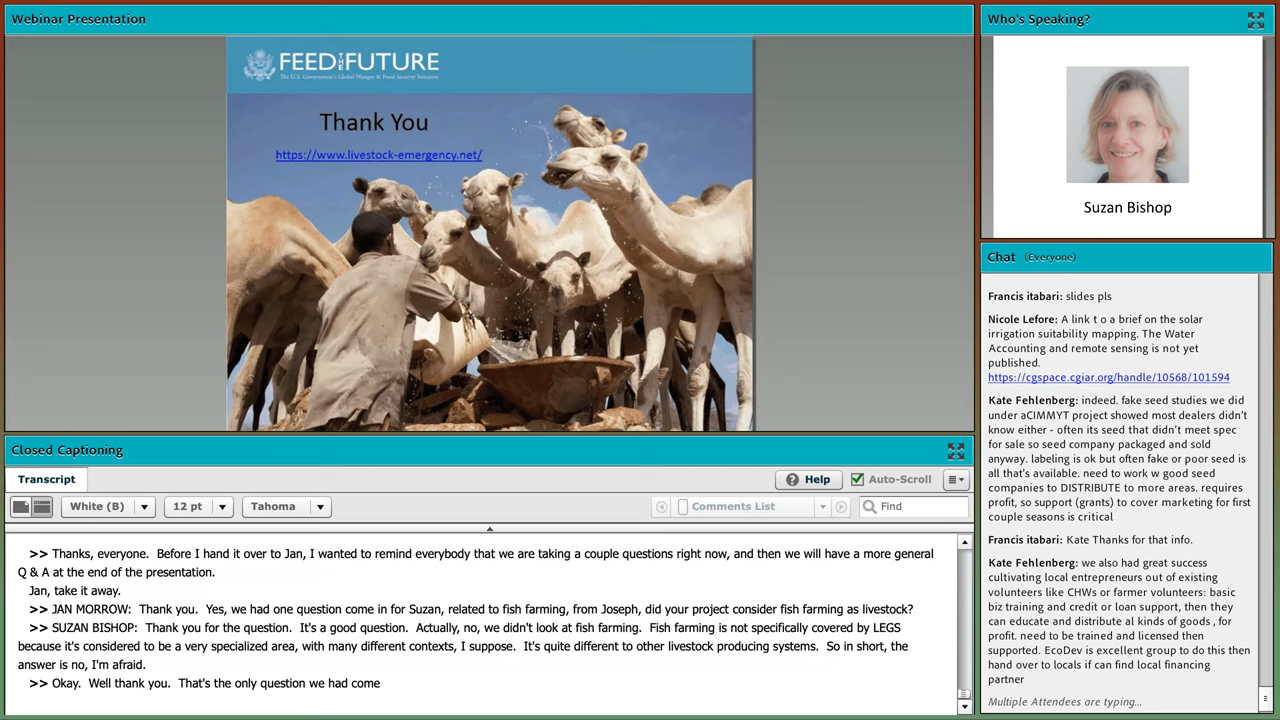 Webinar Presentation
FEED THE FUTURE
The U.S. Government's Global Hunger & Food Security Initiative
Thank You
https://www.livestock-emergency.net/
Who's Speaking?
Suzan Bishop
Chat (Everyone)
Francis itabari: slides pls
Nicole Lefore: A link t o a brief on the solar
irrigation suitability mapping. The Water
Accounting and remote sensing is not yet
published.
https://cgspace.cgiar.org/handle/10568/101594
Kate Fehlenberg: indeed. fake seed studies we did
under aCIMMYT project showed most dealers didn't
know either - often its seed that didn't meet spec
for sale so seed company packaged and sold
anyway. labeling is ok but often fake or poor seed is
all that's available. need to work w good seed
companies to DISTRIBUTE to more areas. requires
profit, so support (grants) to cover marketing for first
couple seasons is critical
Francis itabari: Kate Thanks for that info.
Kate Fehlenberg: we also had great success
cultivating local entrepreneurs out of existing
volunteers like CHWs or farmer volunteers: basic
biz training and credit or loan support, then they
can educate and distribute al kinds of goods , for
profit. need to be trained and licensed then
supported. EcoDev is excellent group to do this then
hand over to locals if can find local financing
partner
Multiple Attendees are typing...
Closed Captioning
Transcript
Help
Auto-Scroll
White (B)
12 pt
Tahoma
Comments List
Find
>> Thanks, everyone. Before I hand it over to Jan, I wanted to remind everybody that we are taking a couple questions right now, and then we will have a more general
Q & A at the end of the presentation.
Jan, take it away.
>> JAN MORROW: Thank you. Yes, we had one question come in for Suzan, related to fish farming, from Joseph, did your project consider fish farming as livestock?
>> SUZAN BISHOP: Thank you for the question. It's a good question. Actually, no, we didn't look at fish farming. Fish farming is not specifically covered by LEGS
because it's considered to be a very specialized area, with many different contexts, I suppose. It's quite different to other livestock producing systems. So in short, the
answer is no, I'm afraid.
>> Okay. Well thank you. That's the only question we had come